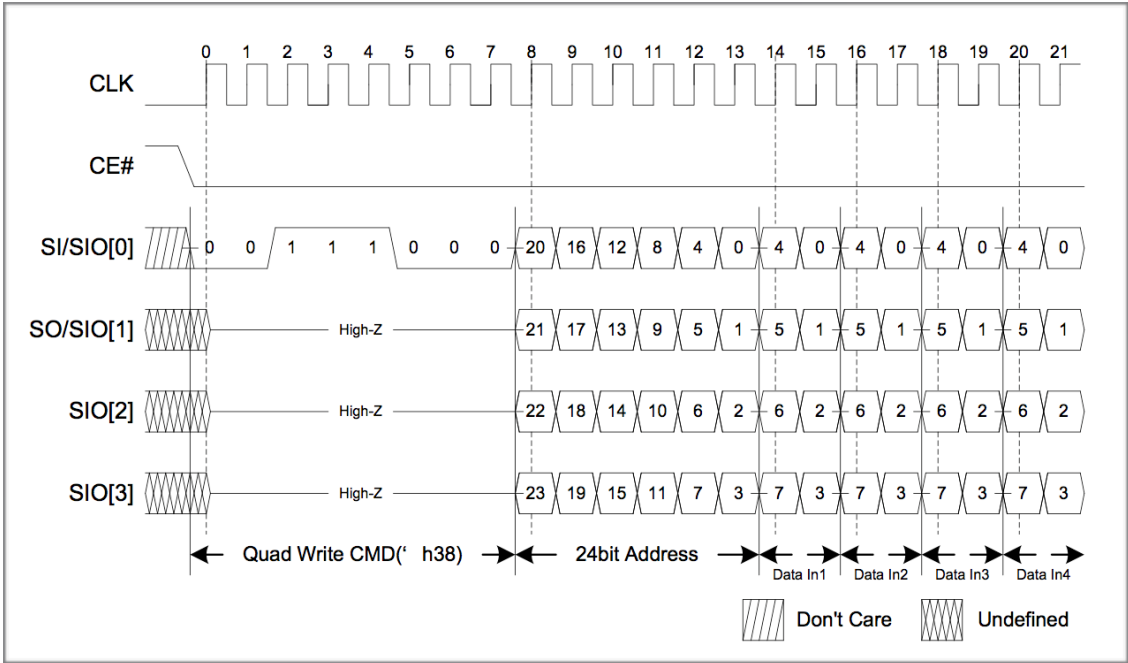 0 1 2 3 4 5 6 7 8 9 10 11 12 13 14 15 16 17 18 19 20 21
CLK
CE#
SI/SIO[0] 0 0 1 1 1 0 0 0 20 16 12 8 4 0 4 0 4 0 4 0 4 0
SO/SIO[1] High-Z 21 17 13 9 5 1 5 1 5 1 5 1 5 1
SIO[2] High-Z 22 18 14 10 6 2 6 2 6 2 6 2 6 2
SIO[3] High-Z 23 19 15 11 7 3 7 3 7 3 7 3 7 3
Quad Write CMD(‘ h38) 24bit Address
Data In1 Data In2 Data In3 Data In4
Don't Care Undefined